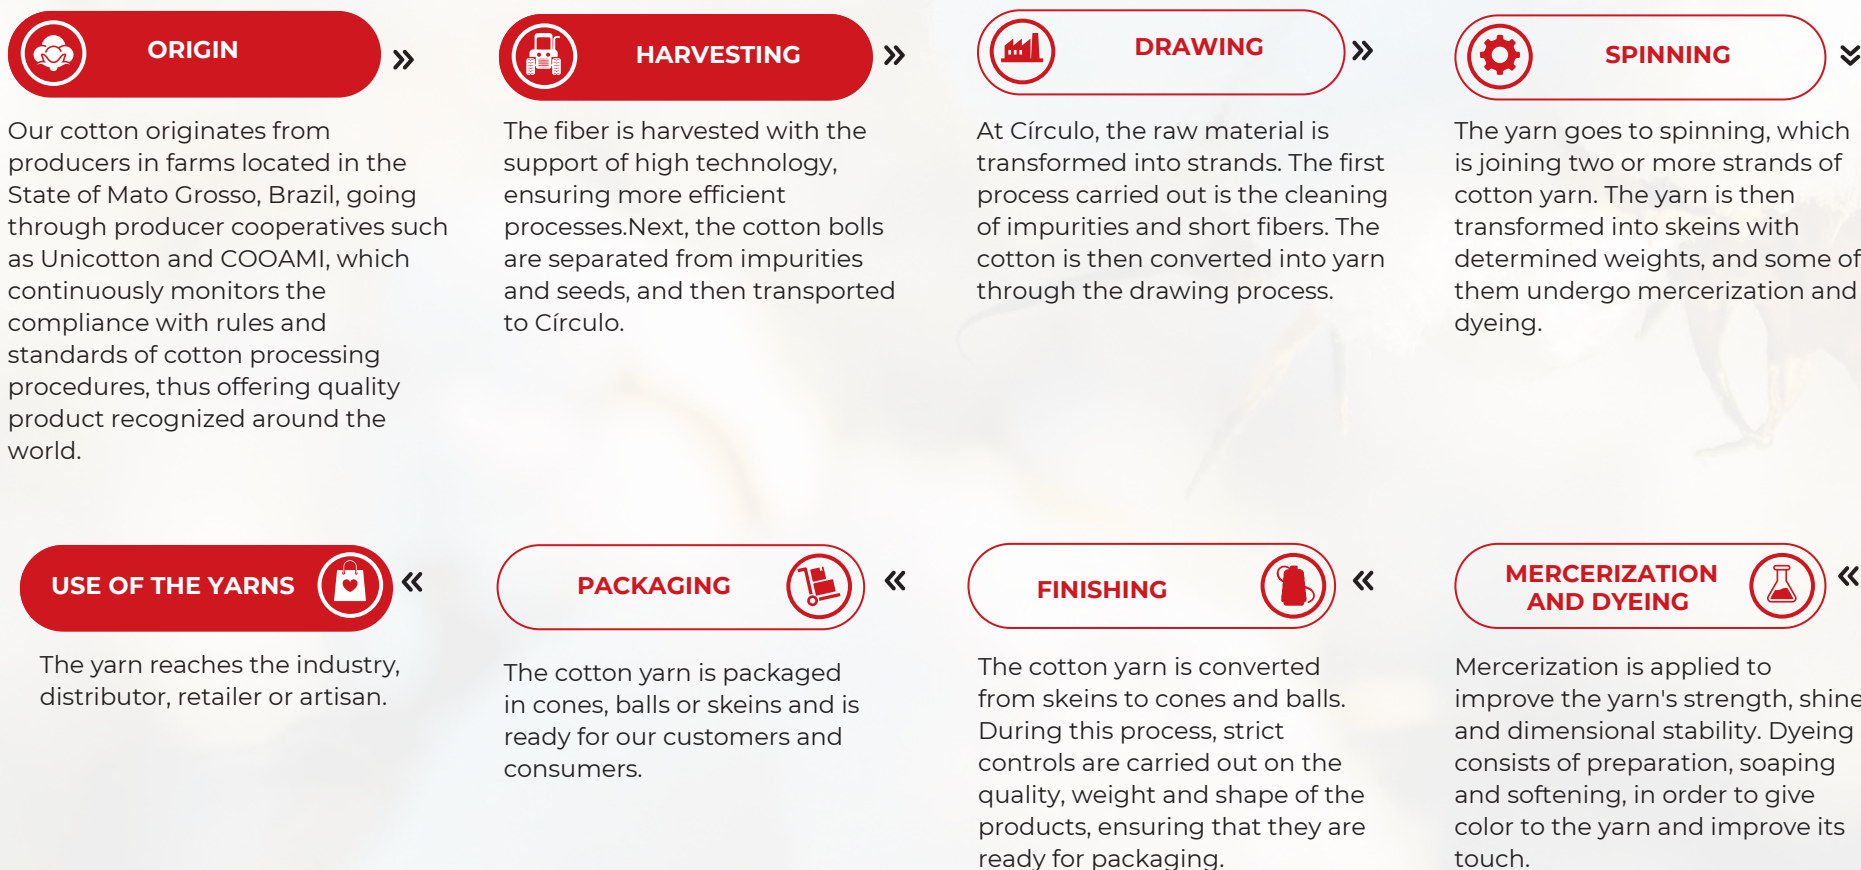 ORIGIN
Our cotton originates from
producers in farms located in the
State of Mato Grosso, Brazil, going
through producer cooperatives such
as Unicotton and COOAMI, which
continuously monitors the
compliance with rules and
standards of cotton processing
procedures, thus offering quality
product recognized around the
world.
HARVESTING
The fiber is harvested with the
support of high technology,
ensuring more efficient
processes.Next, the cotton bolls
are separated from impurities
and seeds, and then transported
to Círculo.
DRAWING
At Círculo, the raw material is
transformed into strands. The first
process carried out is the cleaning
of impurities and short fibers. The
cotton is then converted into yarn
through the drawing process.
SPINNING
The yarn goes to spinning, which
is joining two or more strands of
cotton yarn. The yarn is then
transformed into skeins with
determined weights, and some of
them undergo mercerization and
dyeing.
MERCERIZATION
AND DYEING
Mercerization is applied to
improve the yarn's strength, shine
and dimensional stability. Dyeing
consists of preparation, soaping
and softening, in order to give
color to the yarn and improve its
touch.
FINISHING
The cotton yarn is converted
from skeins to cones and balls.
During this process, strict
controls are carried out on the
quality, weight and shape of the
products, ensuring that they are
ready for packaging.
PACKAGING
The cotton yarn is packaged
in cones, balls or skeins and is
ready for our customers and
consumers.
USE OF THE YARNS
The yarn reaches the industry,
distributor, retailer or artisan.